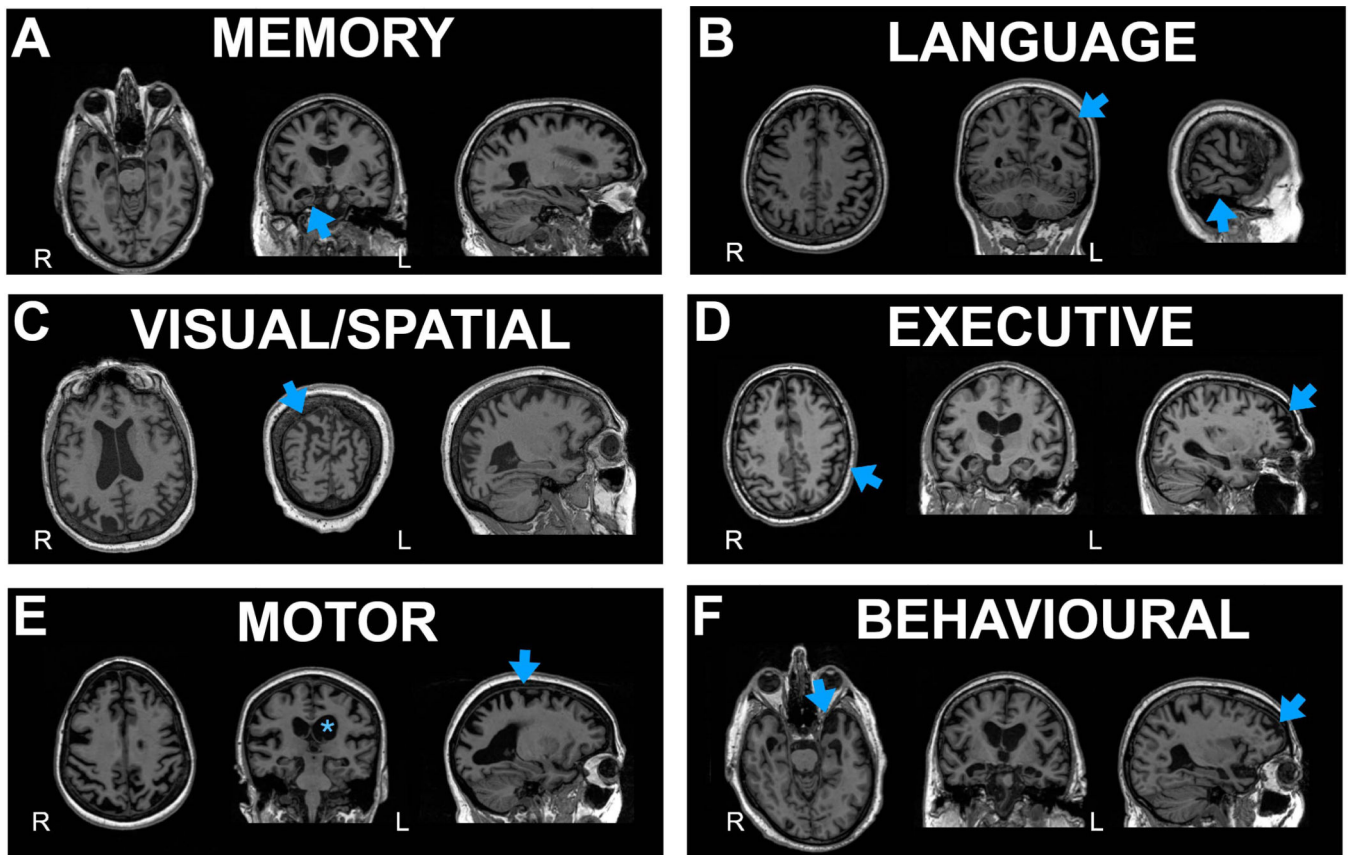 A MEMORY
R L
B LANGUAGE
R L
C VISUAL/SPATIAL
R L
D EXECUTIVE
R L
E MOTOR
*
R L
F BEHAVIOURAL
R L